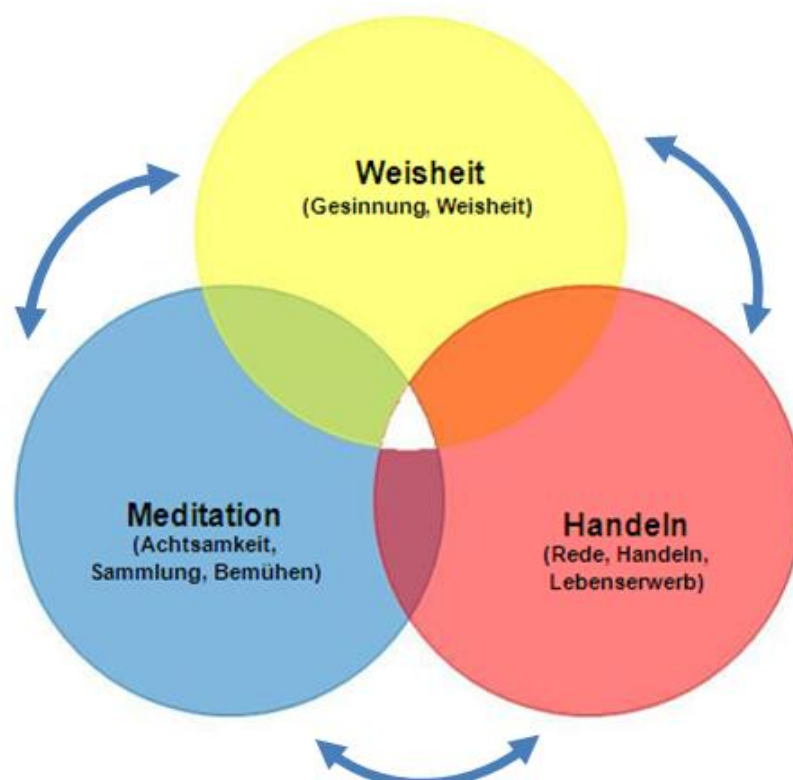 Weisheit
(Gesinnung, Weisheit)
Meditation
(Achtsamkeit,
Sammlung, Bemühen)
Handeln
(Rede, Handeln,
Lebenserwerb)